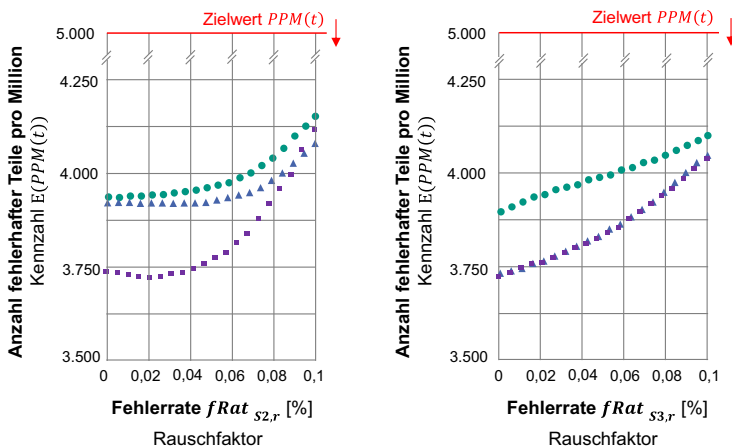 Zielwert PPM(t)
Anzahl fehlerhafter Teile pro Million
Kennzahl E(PPM(t))
5.000
4.250
4.000
3.750
3.500
0 0,02 0,04 0,06 0,08 0,1
Fehlerrate fRat S2,r [%]
Rauschfaktor
Zielwert PPM(t)
Anzahl fehlerhafter Teile pro Million
Kennzahl E(PPM(t))
5.000
4.250
4.000
3.750
3.500
0 0,02 0,04 0,06 0,08 0,1
Fehlerrate fRat S3,r [%]
Rauschfaktor